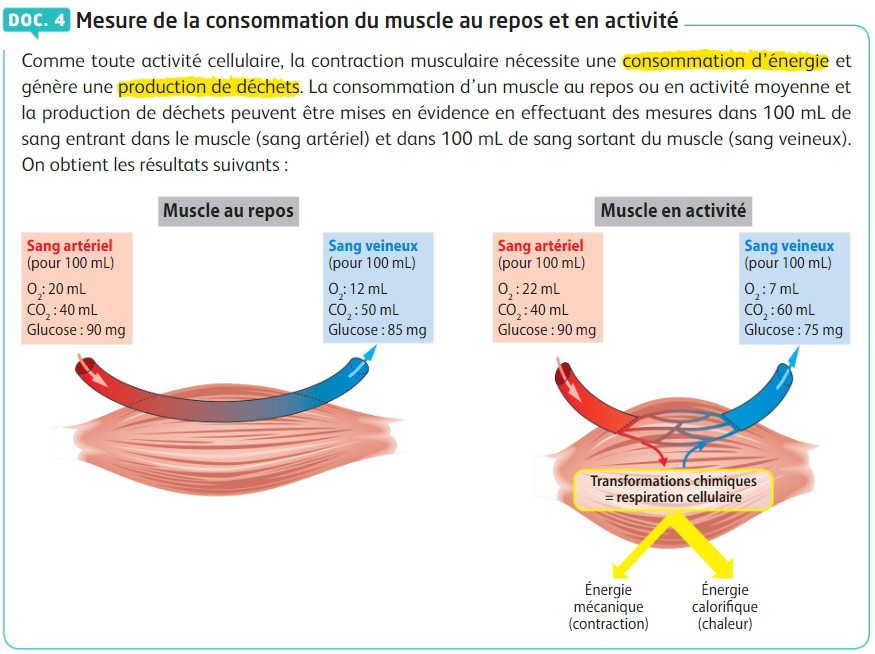 DOC. 4 Mesure de la consommation du muscle au repos et en activité
Comme toute activité cellulaire, la contraction musculaire nécessite une consommation d'énergie et
génère une production de déchets. La consommation d'un muscle au repos ou en activité moyenne et
la production de déchets peuvent être mises en évidence en effectuant des mesures dans 100 mL de
sang entrant dans le muscle (sang artériel) et dans 100 mL de sang sortant du muscle (sang veineux).
On obtient les résultats suivants :
Muscle au repos
Sang artériel
(pour 100 mL)
O₂ : 20 mL
CO₂ : 40 mL
Glucose : 90 mg
Sang veineux
(pour 100 mL)
O₂ : 12 mL
CO₂ : 50 mL
Glucose : 85 mg
Muscle en activité
Sang artériel
(pour 100 mL)
O₂ : 22 mL
CO₂ : 40 mL
Glucose : 90 mg
Sang veineux
(pour 100 mL)
O₂ : 7 mL
CO₂ : 60 mL
Glucose : 75 mg
Transformations chimiques
= respiration cellulaire
Énergie
mécanique
(contraction)
Énergie
calorifique
(chaleur)